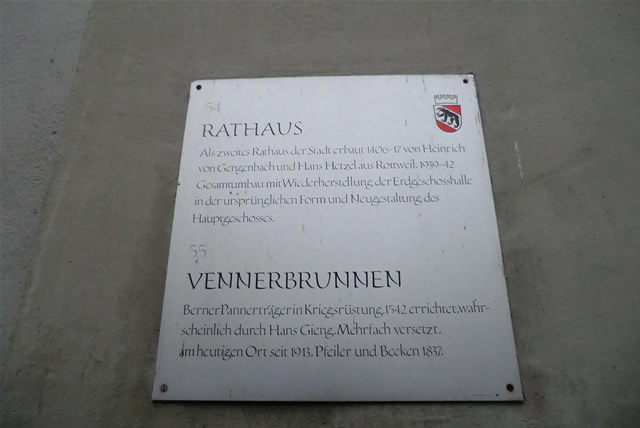 54
RATHAUS
Als zweites Rathaus der Stadt erbaut 1406-17 von Heinrich
von Gengenbach und Hans Hetzel aus Rottweil. 1939-42
Gesamtumbau mit Wiederherstellung der Erdgeschosshalle
in der ursprünglichen Form und Neugestaltung des
Hauptgeschosses.
55
VENNERBRUNNEN
Berner Pannerträger in Kriegsrüstung, 1542 errichtet, wahr-
scheinlich durch Hans Gieng. Mehrfach versetzt,
am heutigen Ort seit 1913. Pfeiler und Becken 1837.